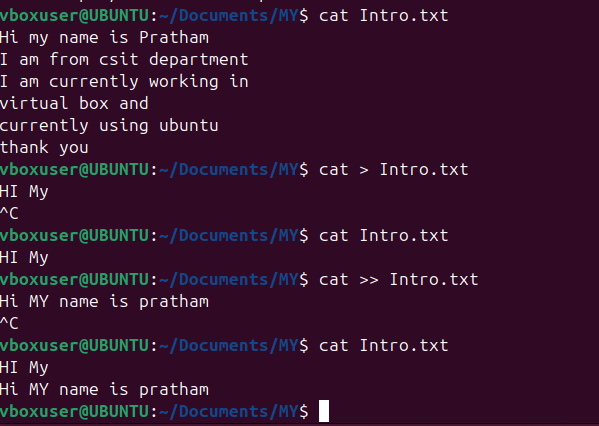 vboxuser@UBUNTU:~/Documents/MY$ cat Intro.txt
Hi my name is Pratham
I am from csit department
I am currently working in
virtual box and
currently using ubuntu
thank you
vboxuser@UBUNTU:~/Documents/MY$ cat > Intro.txt
HI My
^C
vboxuser@UBUNTU:~/Documents/MY$ cat Intro.txt
HI My
vboxuser@UBUNTU:~/Documents/MY$ cat >> Intro.txt
Hi MY name is pratham
^C
vboxuser@UBUNTU:~/Documents/MY$ cat Intro.txt
HI My
Hi MY name is pratham
vboxuser@UBUNTU:~/Documents/MY$